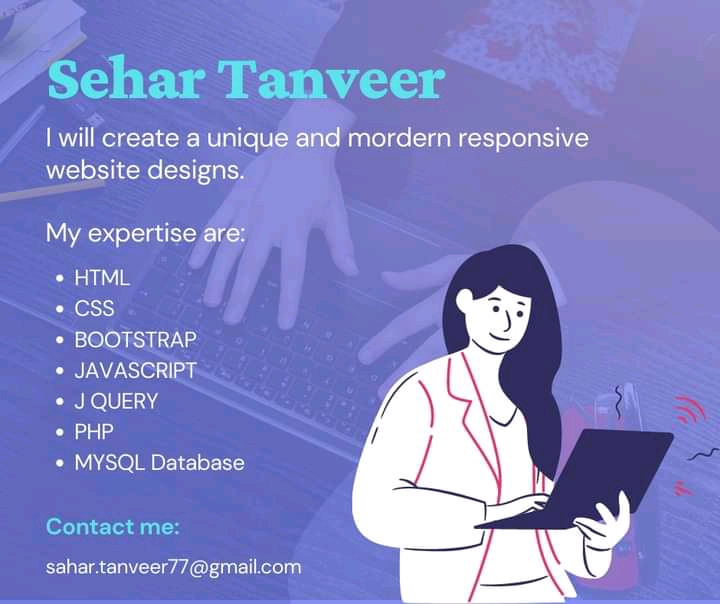 Sehar Tanveer
I will create a unique and mordern responsive
website designs.
My expertise are:
• HTML
• CSS
• BOOTSTRAP
• JAVASCRIPT
• J QUERY
• PHP
• MYSQL Database
Contact me:
sahar.tanveer77@gmail.com